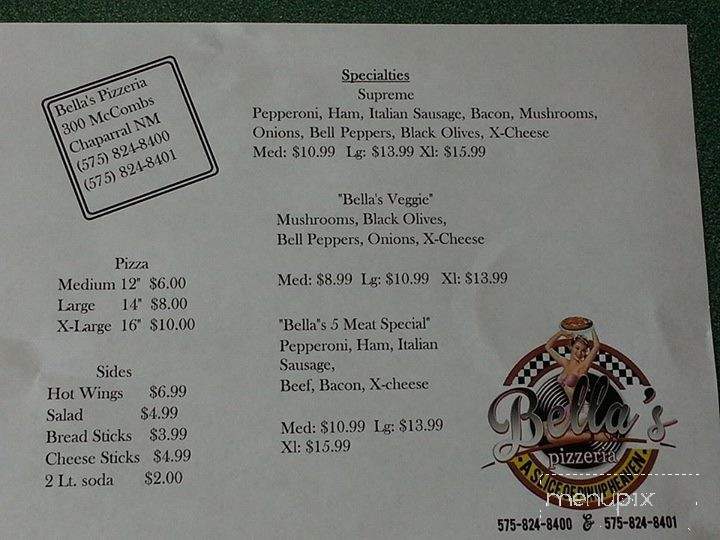 Bella's Pizzeria
300 McCombs
Chaparral NM
(575) 824-8400
(575) 824-8401
Specialties
Supreme
Pepperoni, Ham, Italian Sausage, Bacon, Mushrooms,
Onions, Bell Peppers, Black Olives, X-Cheese
Med: $10.99 Lg: $13.99 Xl: $15.99
"Bella's Veggie"
Mushrooms, Black Olives,
Bell Peppers, Onions, X-Cheese
Med: $8.99 Lg: $10.99 Xl: $13.99
"Bella"s 5 Meat Special"
Pepperoni, Ham, Italian
Sausage,
Beef, Bacon, X-cheese
Med: $10.99 Lg: $13.99
Xl: $15.99
Pizza
Medium 12" $6.00
Large 14" $8.00
X-Large 16" $10.00
Sides
Hot Wings $6.99
Salad $4.99
Bread Sticks $3.99
Cheese Sticks $4.99
2 Lt. soda $2.00
Bella's
pizzeria
A SLICE OF PINUP HEAVEN
menupix
575-824-8400 & 575-824-8401